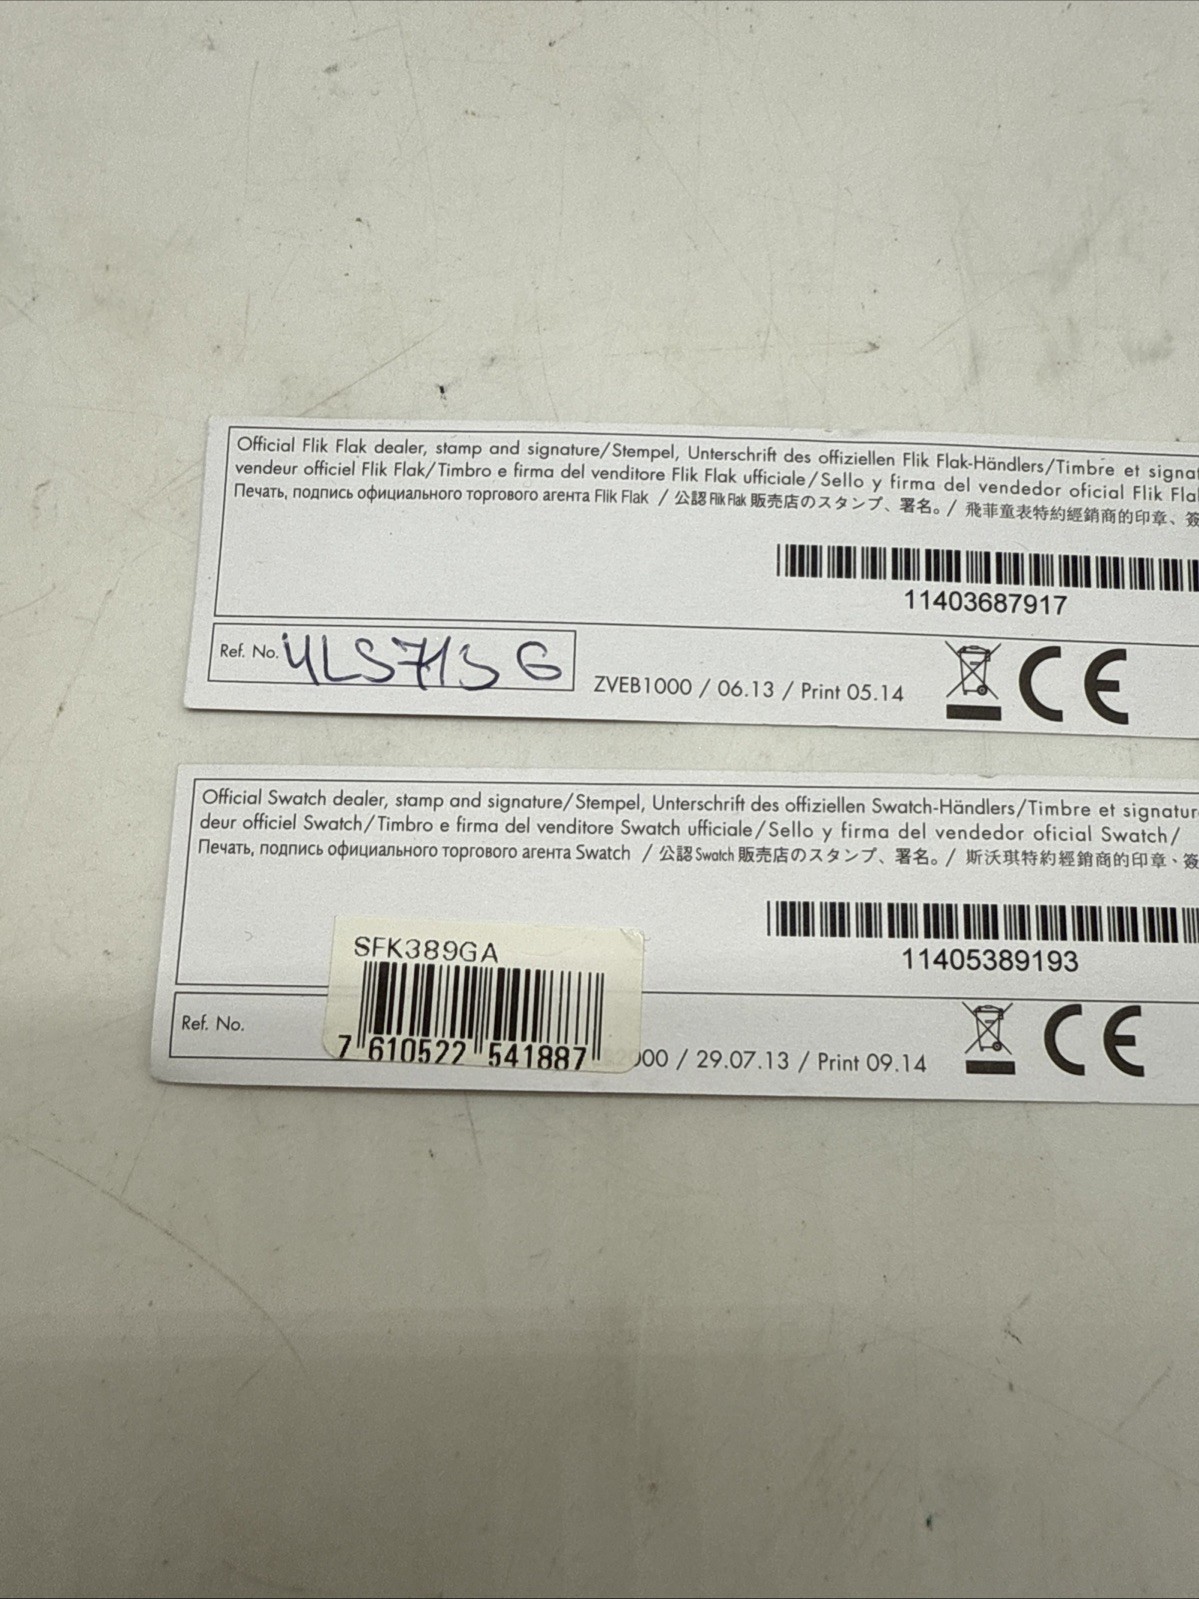 Official Flik Flak dealer, stamp and signature/Stempel, Unterschrift des offiziellen Flik Flak-Händlers/Timbre et
vendeur officiel Flik Flak/Timbro e firma del venditore Flik Flak ufficiale/Sello y firma del vendedor oficial Flik
Печать, подпись официального торгового агента Flik Flak / 公認 Flik Flak 販売店のスタンプ、署名。/ 飛菲童表特約經銷商的印章、簽
11403687917
Ref. No. YLS713G
ZVEB1000 / 06.13 / Print 05.14
CE
Official Swatch dealer, stamp and signature/Stempel, Unterschrift des offiziellen Swatch-Händlers/Timbre et signature
deur officiel Swatch/Timbro e firma del venditore Swatch ufficiale/Sello y firma del vendedor oficial Swatch/
Печать, подпись официального торгового агента Swatch / 公認 Swatch 販売店のスタンプ、署名。/ 斯沃琪特約經銷商的印章、簽
11405389193
SFK389GA
7 610522 541887
Ref. No.
2000 / 29.07.13 / Print 09.14
CE